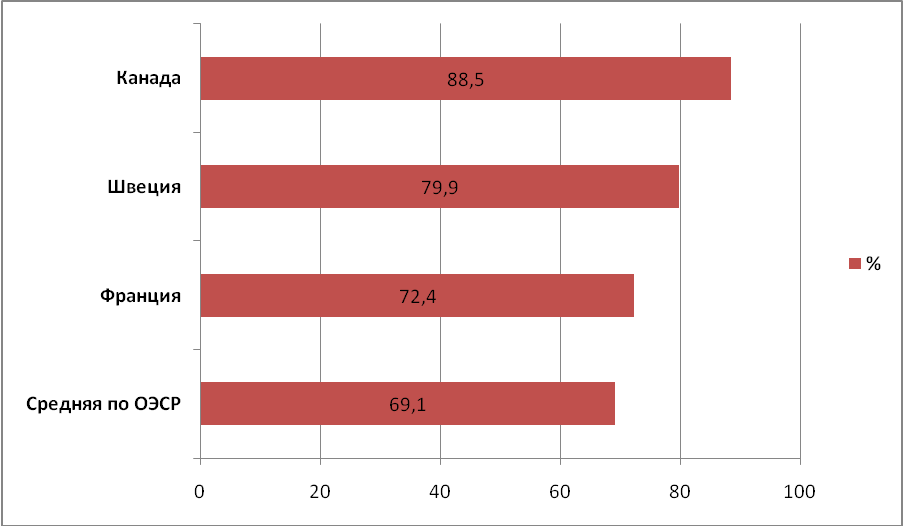 Канада
88,5
Швеция
79,9
Франция
72,4
Средняя по ОЭСР
69,1
%
0 20 40 60 80 100